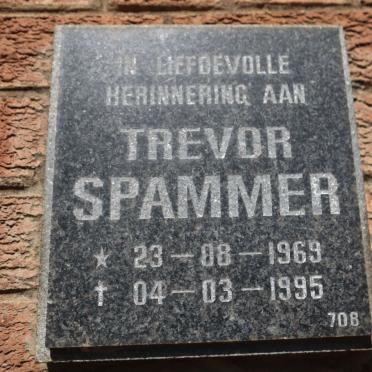 IN LIEFDEVOLLE
HERINNERING AAN
TREVOR
SPAMMER
★ 23-08-1969
✝ 04-03-1995
708